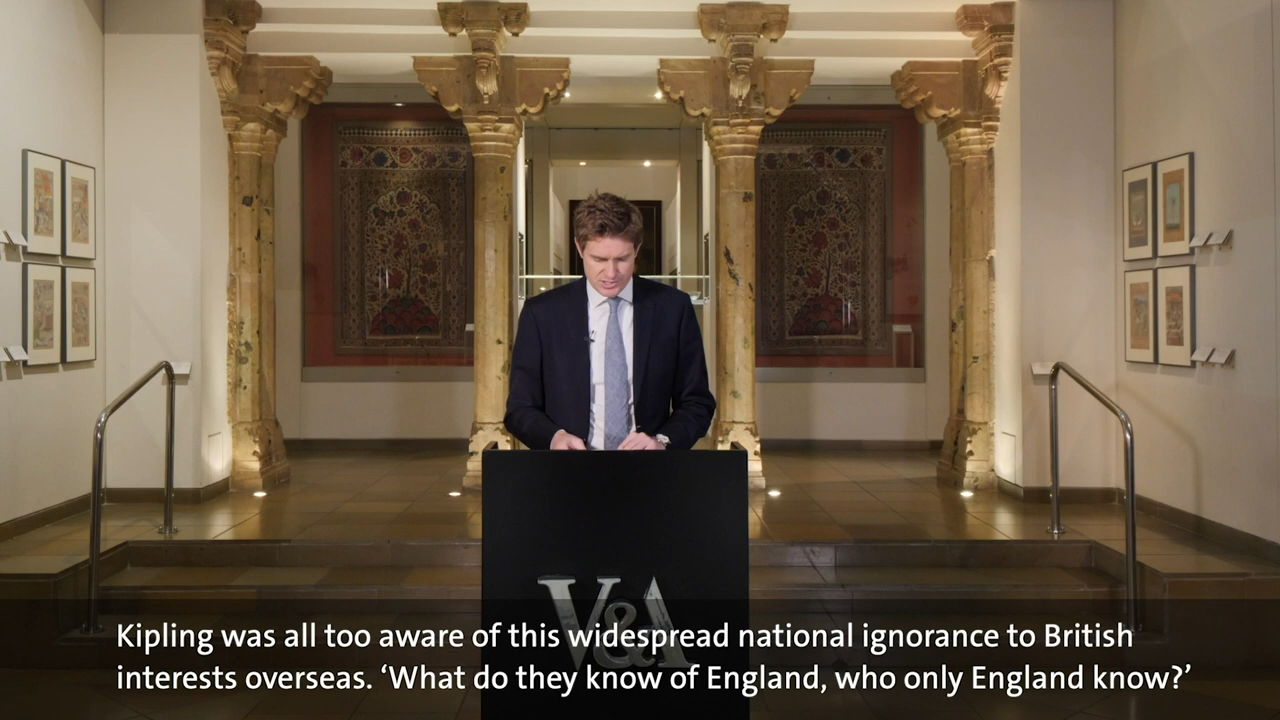 V&A
Kipling was all too aware of this widespread national ignorance to British
interests overseas. ‘What do they know of England, who only England know?’